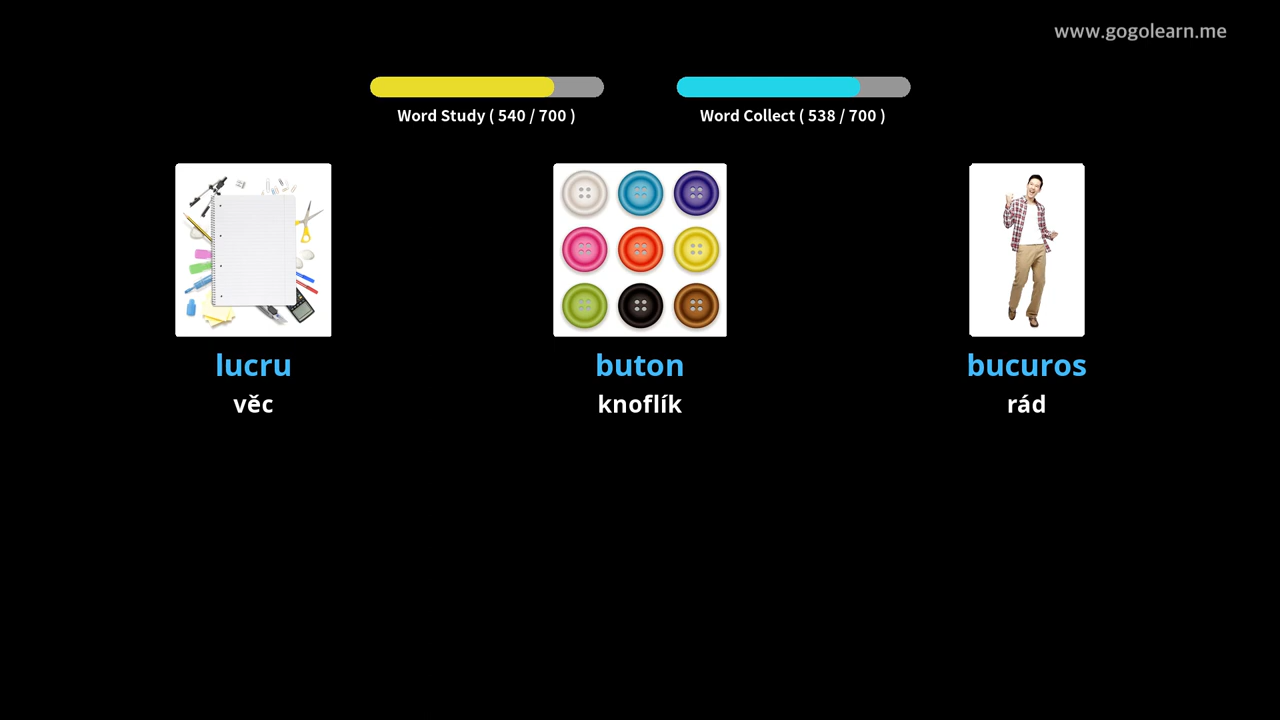 www.gogolearn.me
Word Study ( 540 / 700 )
Word Collect ( 538 / 700 )
lucru
buton
bucuros
věc
knoflík
rád